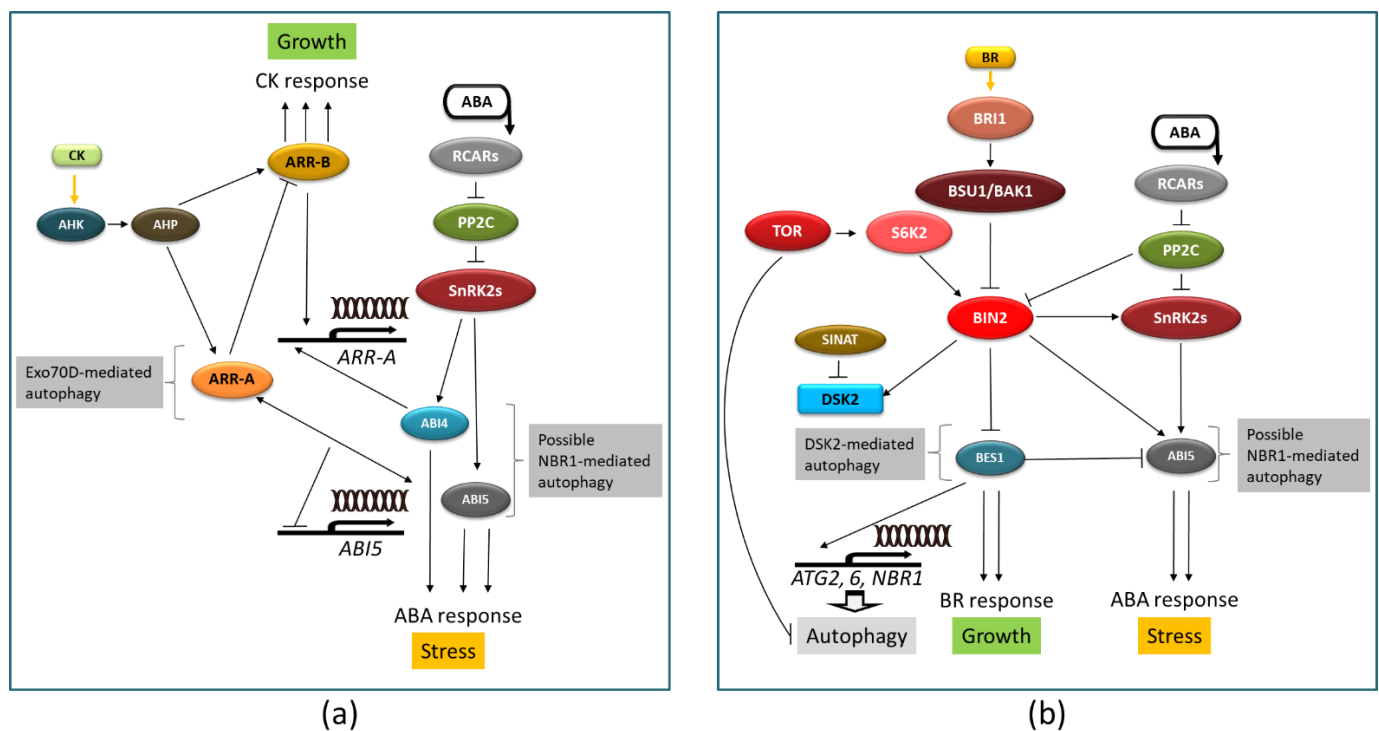 Growth
CK response
ABA
CK
ARR-B
RCARs
AHK
AHP
PP2C
SnRK2s
ARR-A
Exo70D-mediated
autophagy
ARR-A
ABI4
Possible
NBR1-mediated
autophagy
ABI5
ABI5
ABA response
Stress
(a)
BR
BRI1
ABA
BSU1/BAK1
RCARs
TOR
S6K2
PP2C
BIN2
SnRK2s
SINAT
DSK2
DSK2-mediated
autophagy
BES1
ABI5
Possible
NBR1-mediated
autophagy
ATG2, 6, NBR1
BR response
ABA response
Autophagy
Growth
Stress
(b)